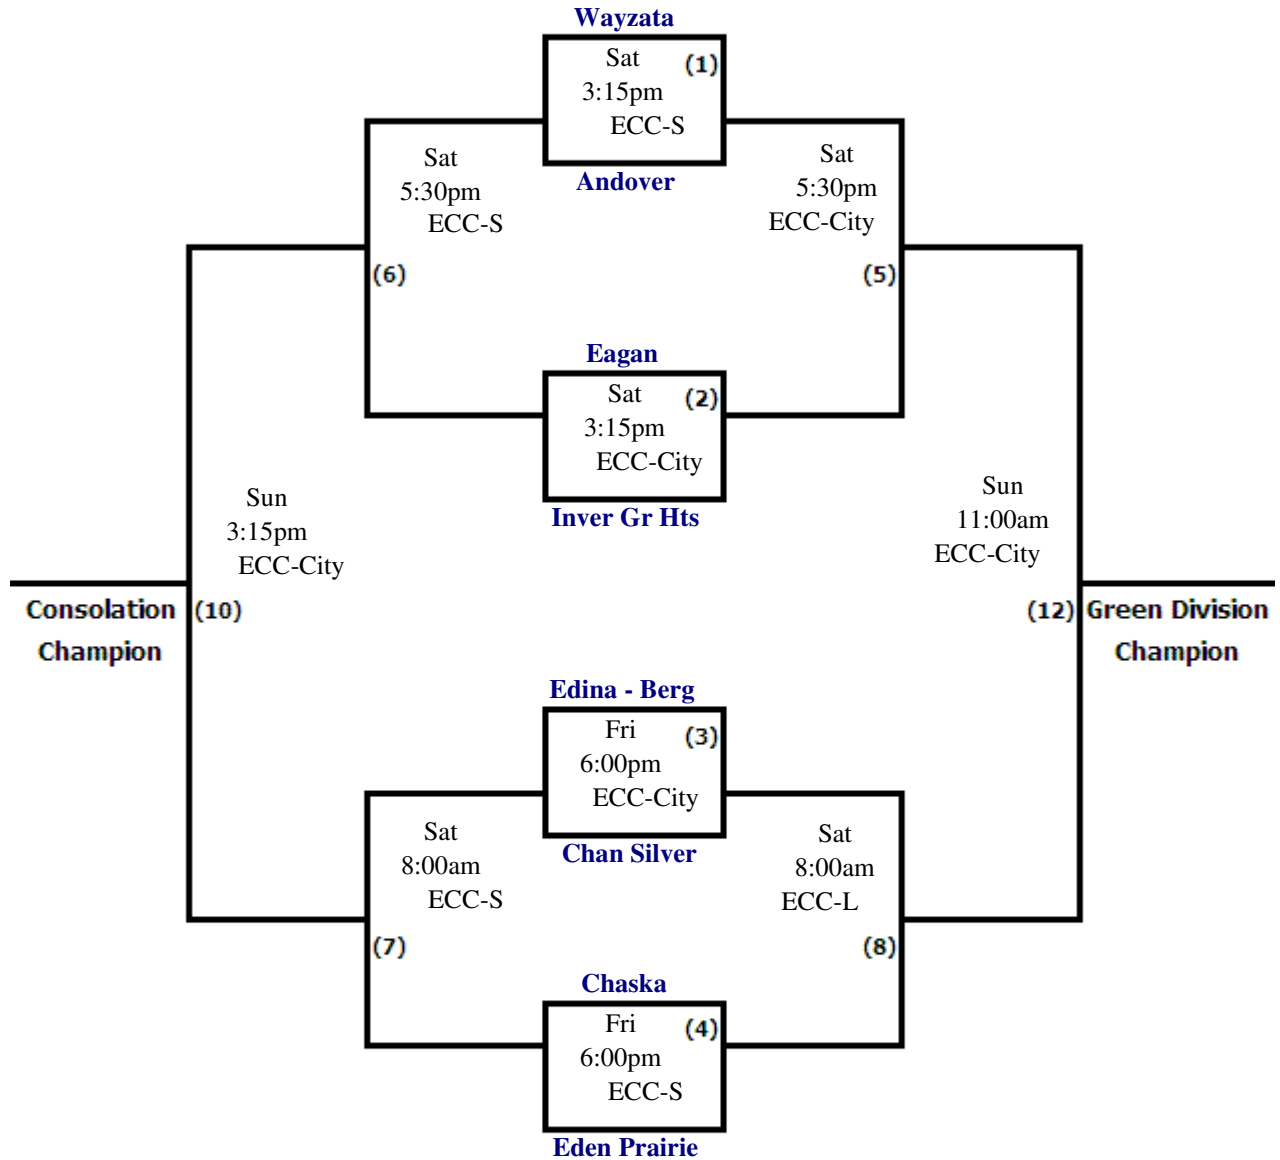 Wayzata
Sat (1)
3:15pm
ECC-S
Andover
Sat
5:30pm
ECC-S
(6)
Sat
5:30pm
ECC-City
(5)
Eagan
Sat (2)
3:15pm
ECC-City
Inver Gr Hts
Sun
3:15pm
ECC-City
Consolation (10)
Champion
Sun
11:00am
ECC-City
(12) Green Division
Champion
Edina - Berg
Fri (3)
6:00pm
ECC-City
Chan Silver
Sat
8:00am
ECC-S
(7)
Sat
8:00am
ECC-L
(8)
Chaska
Fri (4)
6:00pm
ECC-S
Eden Prairie